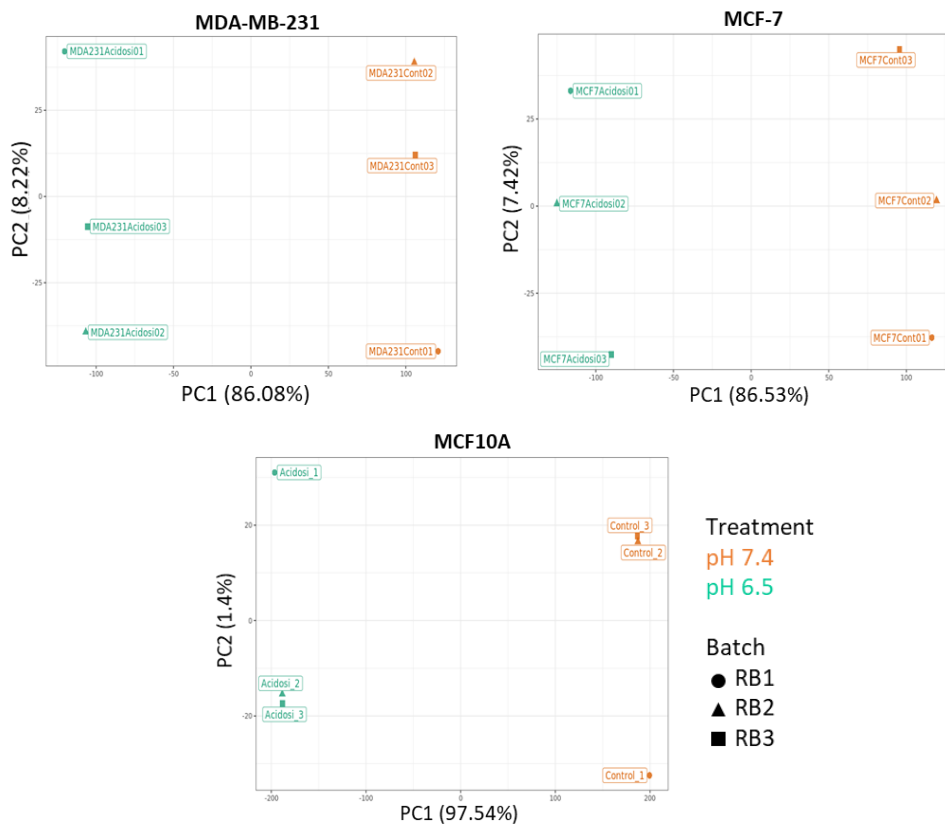 MDA-MB-231
MDA231Acidosi01
MDA231Cont02
MDA231Cont03
MDA231Acidosi03
MDA231Acidosi02
MDA231Cont01
25
0
-25
-100
-50
0
50
100
PC2 (8.22%)
PC1 (86.08%)
MCF-7
MCF7Cont03
MCF7Acidosi01
MCF7Cont02
MCF7Acidosi02
MCF7Cont01
MCF7Acidosi03
25
0
-25
-100
-50
0
50
100
PC2 (7.42%)
PC1 (86.53%)
MCF10A
Acidosi_1
Control_3
Control_2
Acidosi_2
Acidosi_3
Control_1
20
0
-20
-200
-100
0
100
200
PC2 (1.4%)
PC1 (97.54%)
Treatment
pH 7.4
pH 6.5
Batch
RB1
RB2
RB3